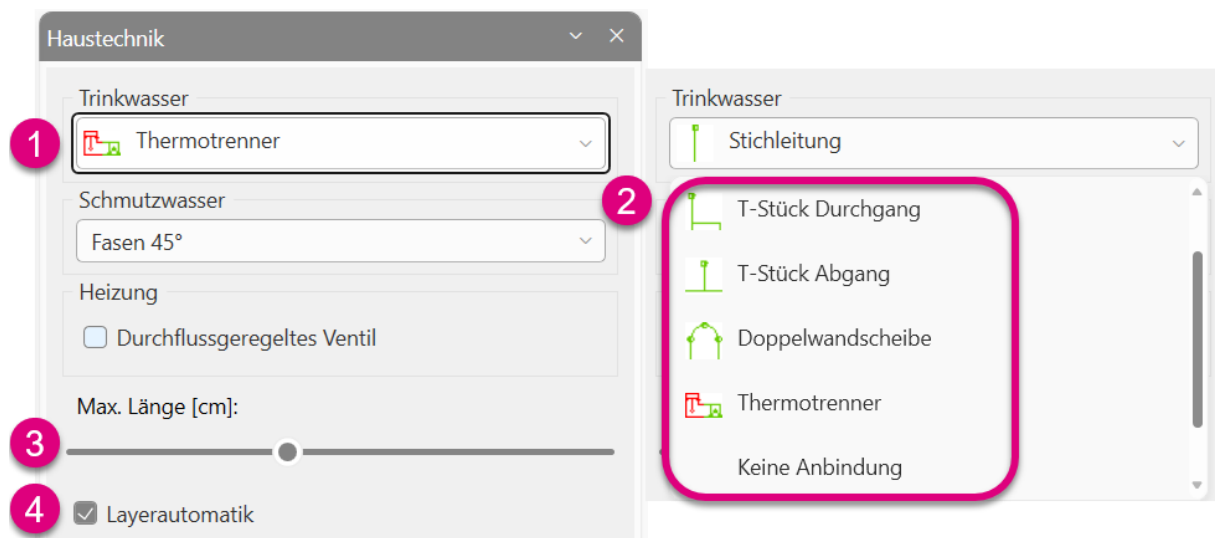 Haustechnik
Trinkwasser
1
Thermotrenner
Schmutzwasser
Fasen 45°
Heizung
Durchflussgeregeltes Ventil
Max. Länge [cm]:
3
4
Layerautomatik
Trinkwasser
Stichleitung
2
T-Stück Durchgang
T-Stück Abgang
Doppelwandscheibe
Thermotrenner
Keine Anbindung